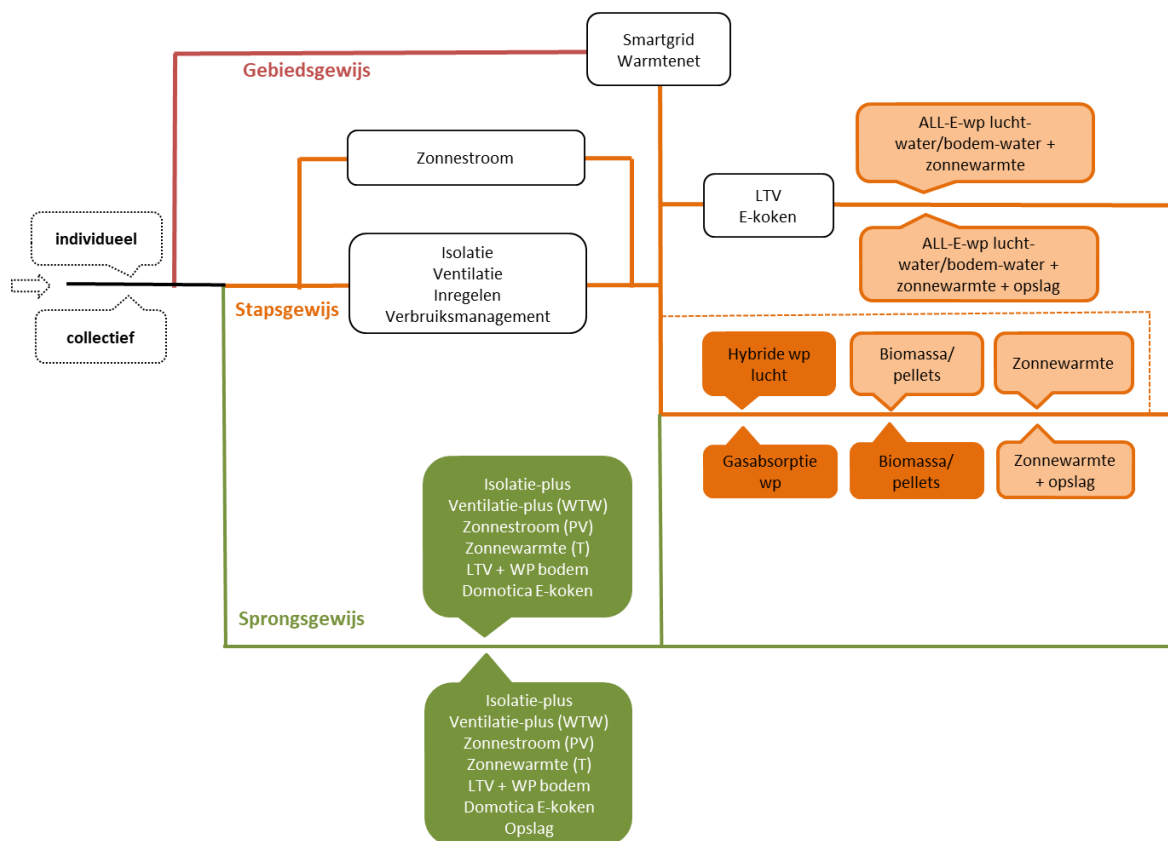 Smartgrid
Warmtenet
Gebiedsgewijs
Zonnestroom
ALL-E-wp lucht-
water/bodem-water +
zonnewarmte
LTV
E-koken
individueel
collectief
Stapsgewijs
Isolatie
Ventilatie
Inregelen
Verbruiksmanagement
ALL-E-wp lucht-
water/bodem-water +
zonnewarmte + opslag
Hybride wp
lucht
Biomassa/
pellets
Zonnewarmte
Gasabsorptie
wp
Biomassa/
pellets
Zonnewarmte
+ opslag
Isolatie-plus
Ventilatie-plus (WTW)
Zonnestroom (PV)
Zonnewarmte (T)
LTV + WP bodem
Domotica E-koken
Sprongsgewijs
Isolatie-plus
Ventilatie-plus (WTW)
Zonnestroom (PV)
Zonnewarmte (T)
LTV + WP bodem
Domotica E-koken
Opslag